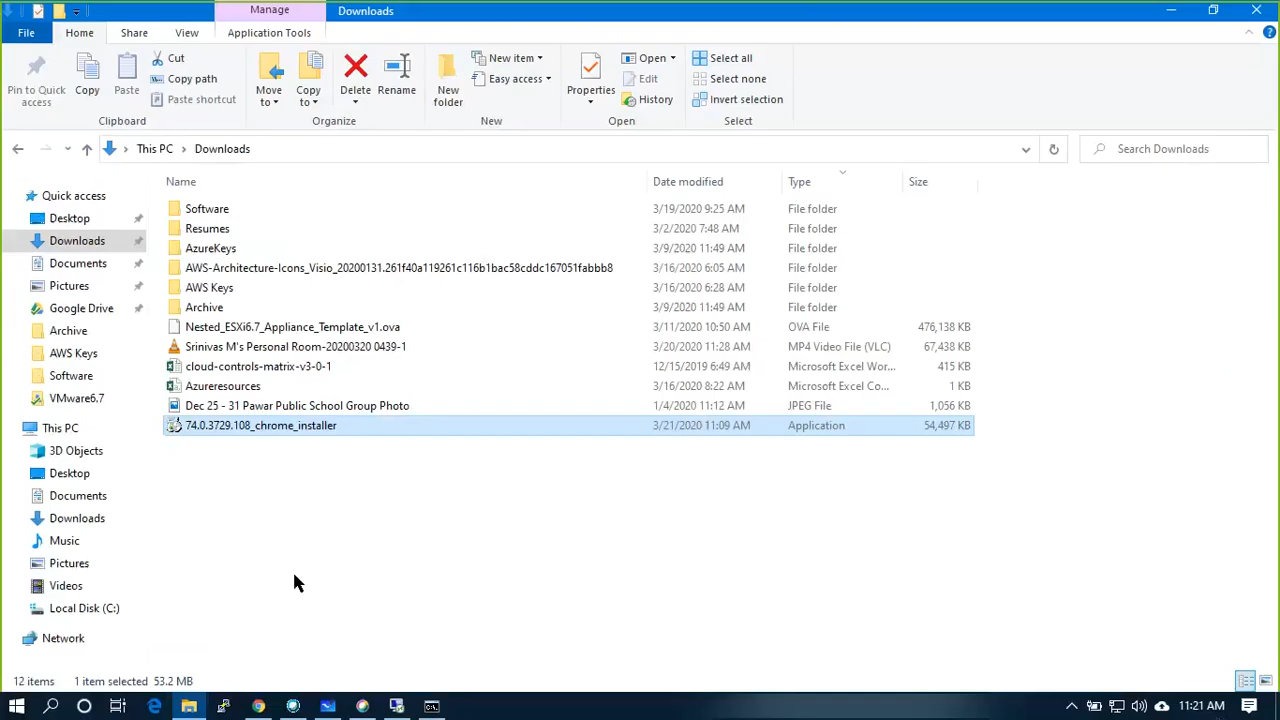 Manage
Downloads
File
Home
Share
View
Application Tools
Pin to Quick access
Copy
Paste
Cut
Copy path
Paste shortcut
Clipboard
Move to
Copy to
Delete
Rename
Organize
New folder
New item
Easy access
New
Properties
Open
Edit
History
Open
Select all
Select none
Invert selection
Select
This PC
Downloads
Search Downloads
Name Date modified Type Size
Quick access
Desktop
Downloads
Documents
Pictures
Google Drive
Archive
AWS Keys
Software
VMware6.7
This PC
3D Objects
Desktop
Documents
Downloads
Music
Pictures
Videos
Local Disk (C:)
Network
Software 3/19/2020 9:25 AM File folder
Resumes 3/2/2020 7:48 AM File folder
AzureKeys 3/9/2020 11:49 AM File folder
AWS-Architecture-Icons_Visio_20200131.261f40a119261c116b1bac58cddc167051fabbb8 3/16/2020 6:05 AM File folder
AWS Keys 3/16/2020 6:28 AM File folder
Archive 3/9/2020 11:49 AM File folder
Nested_ESXi6.7_Appliance_Template_v1.ova 3/11/2020 10:50 AM OVA File 476,138 KB
Srinivas M's Personal Room-20200320 0439-1 3/20/2020 11:28 AM MP4 Video File (VLC) 67,438 KB
cloud-controls-matrix-v3-0-1 12/15/2019 6:49 AM Microsoft Excel Wor... 415 KB
Azureresources 3/16/2020 8:22 AM Microsoft Excel Co... 1 KB
Dec 25 - 31 Pawar Public School Group Photo 1/4/2020 11:12 AM JPEG File 1,056 KB
74.0.3729.108_chrome_installer 3/21/2020 11:09 AM Application 54,497 KB
12 items 1 item selected 53.2 MB
11:21 AM